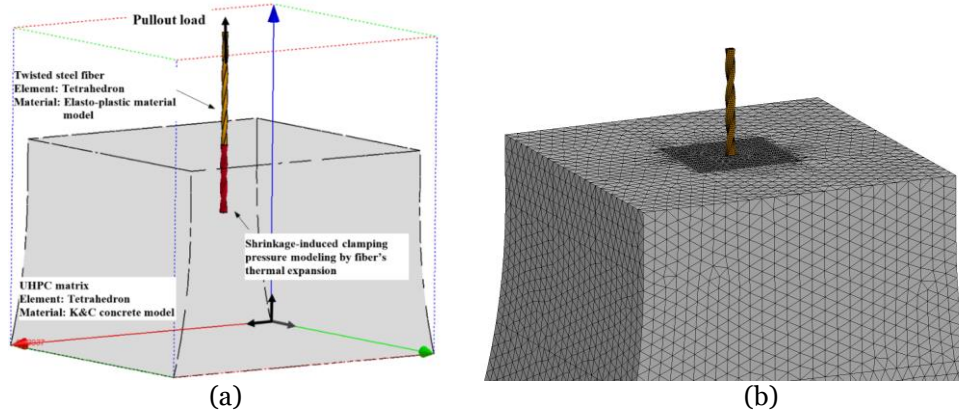 Pullout load
Twisted steel fiber
Element: Tetrahedron
Material: Elasto-plastic material
model
Shrinkage-induced clamping
pressure modeling by fiber's
thermal expansion
UHPC matrix
Element: Tetrahedron
Material: K&C concrete model
(a)
(b)